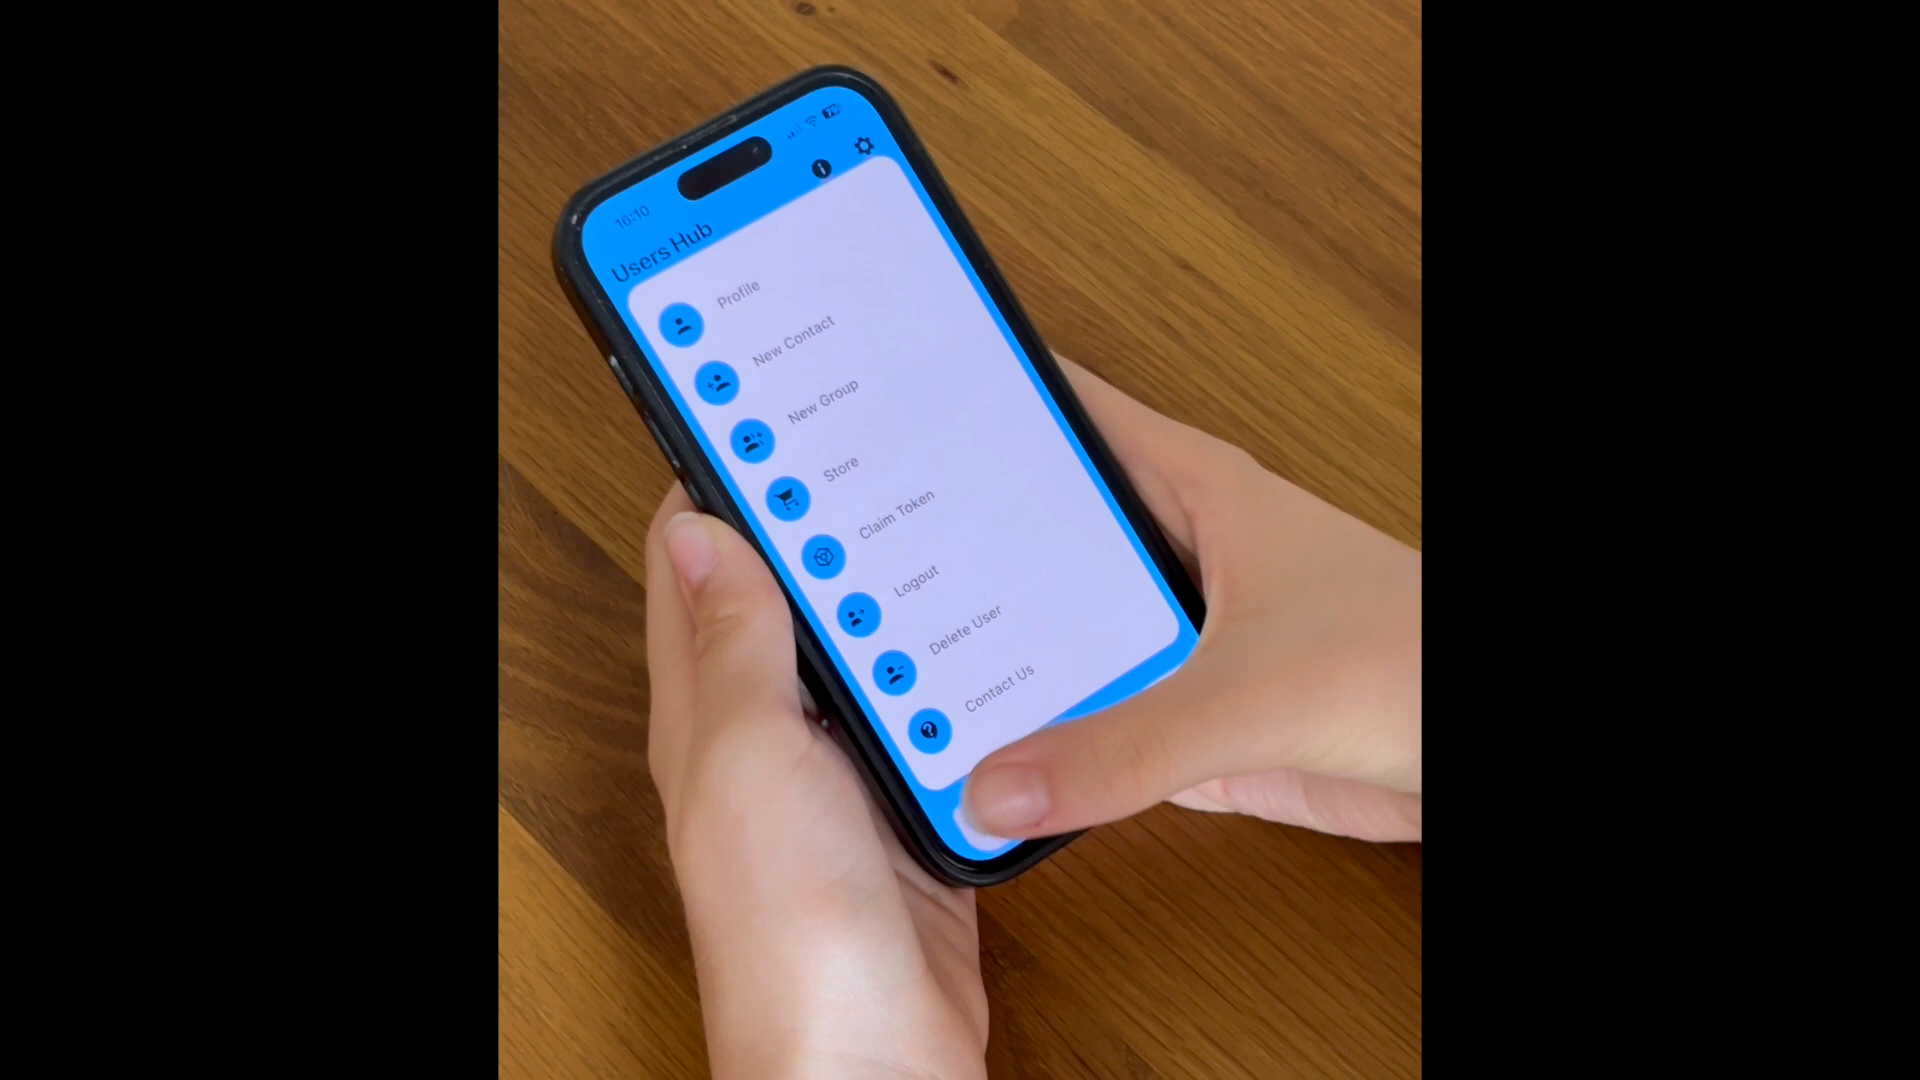 16:10
Users Hub
Profile
New Contact
New Group
Store
Claim Token
Logout
Delete User
Contact Us